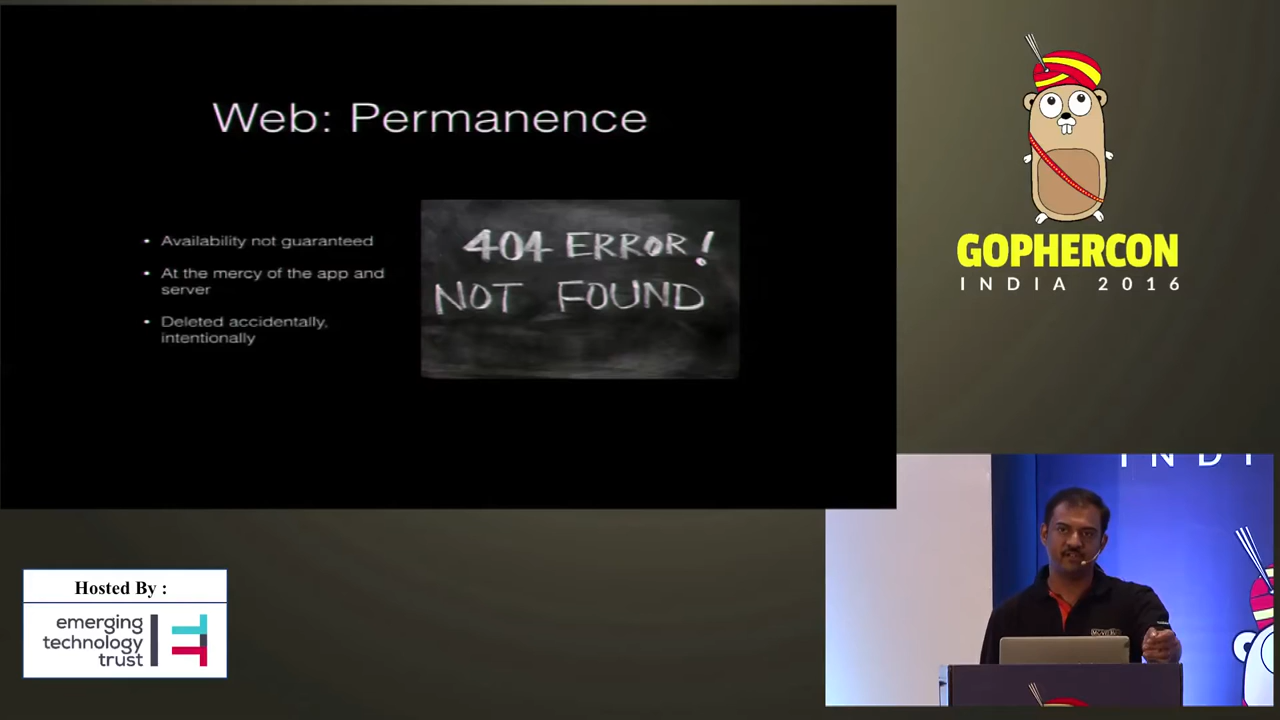 Web: Permanence
• Availability not guaranteed
• At the mercy of the app and
server
• Deleted accidentally,
intentionally
404 ERROR!
NOT FOUND
GOPHERCON
INDIA 2016
INDI
Hosted By :
emerging
technology
trust